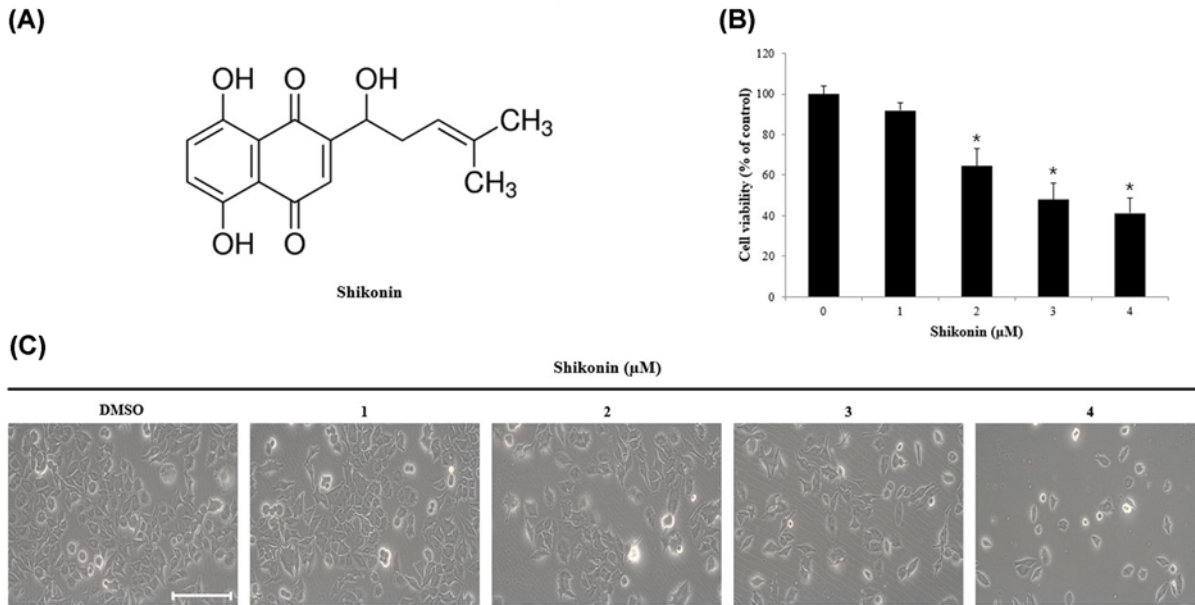 (A)
OH O OH
CH3
CH3
OH O
Shikonin
(B)
Cell viability (% of control)
120
100
80
60
40
20
0
* * *
0 1 2 3 4
Shikonin (µM)
(C)
Shikonin (µM)
DMSO 1 2 3 4